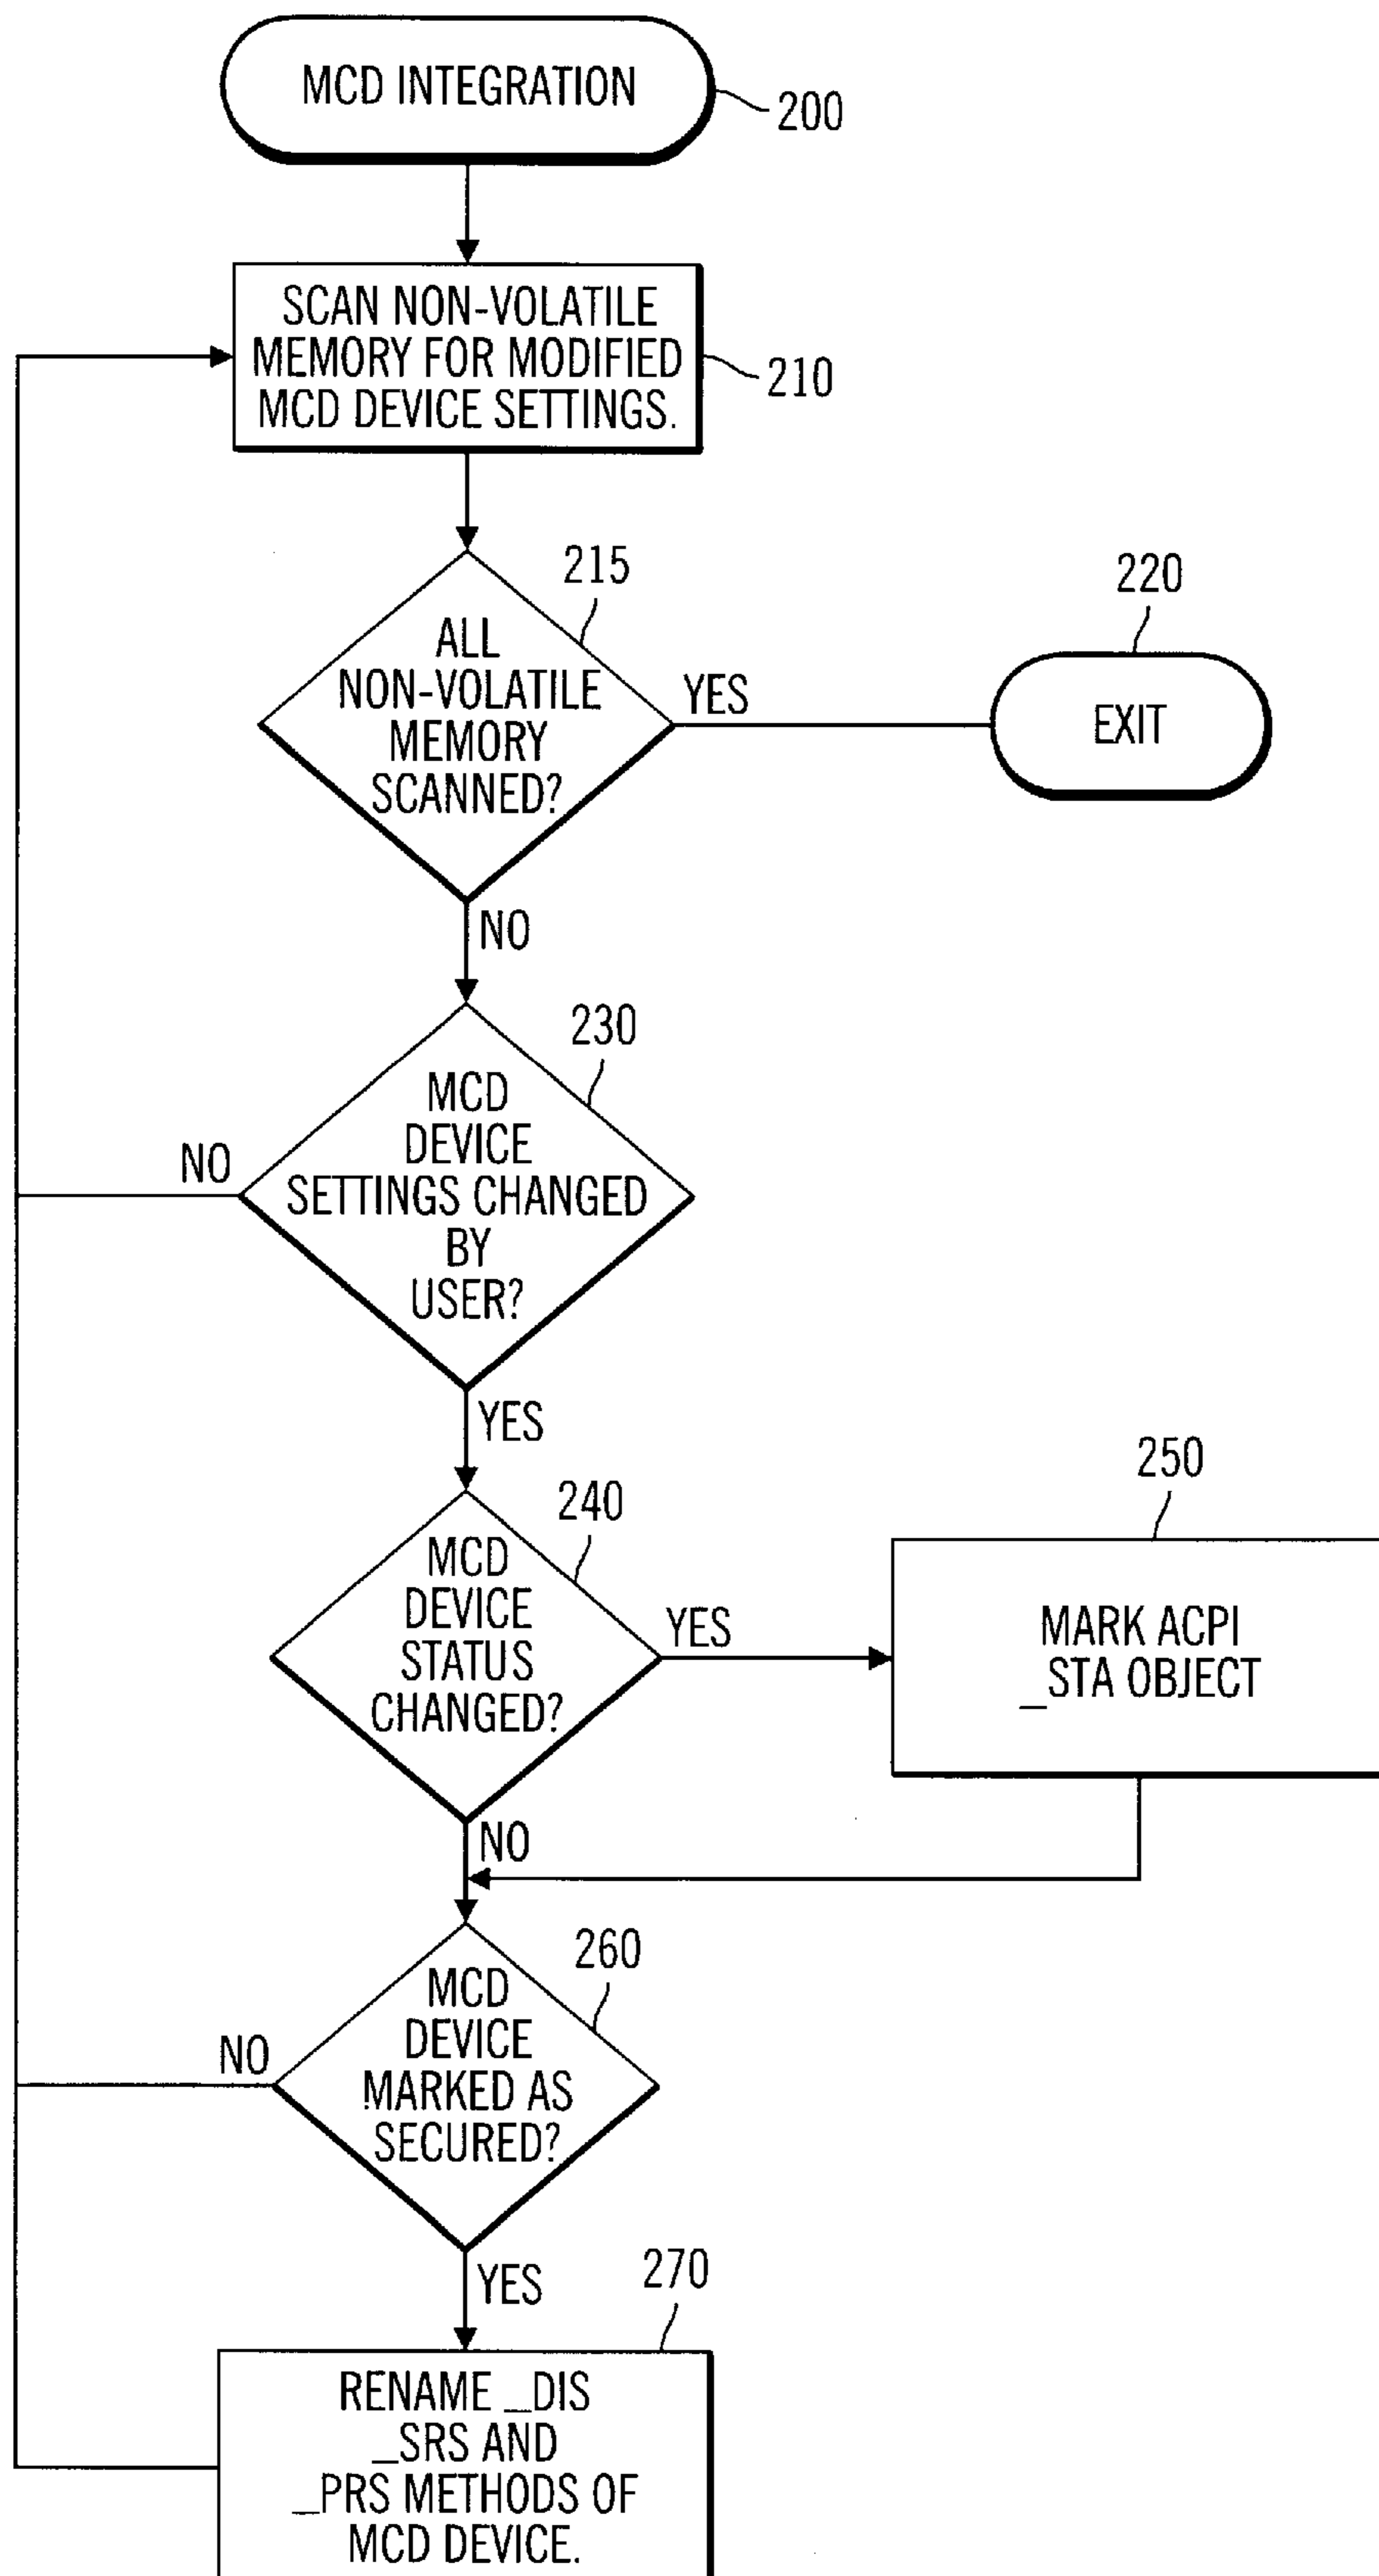 MCD INTEGRATION
200
SCAN NON-VOLATILE
MEMORY FOR MODIFIED
MCD DEVICE SETTINGS.
210
215
ALL
NON-VOLATILE
MEMORY
SCANNED?
YES
220
EXIT
NO
230
MCD
DEVICE
SETTINGS CHANGED
BY
USER?
NO
YES
240
MCD
DEVICE
STATUS
CHANGED?
YES
250
MARK ACPI
_STA OBJECT
NO
260
MCD
DEVICE
MARKED AS
SECURED?
NO
YES
270
RENAME _DIS
_SRS AND
_PRS METHODS OF
MCD DEVICE.